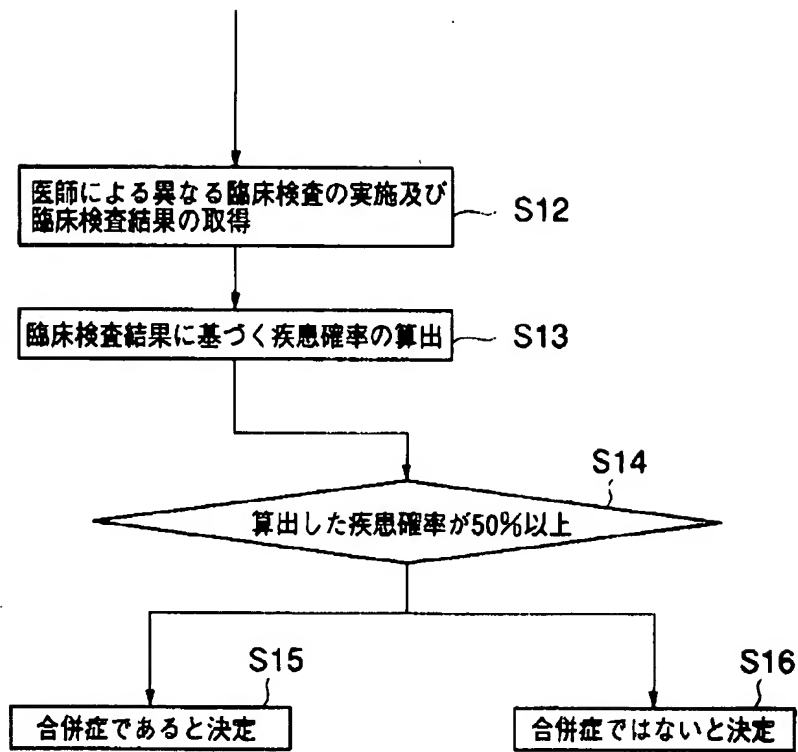 医師による異なる臨床検査の実施及び
臨床検査結果の取得
S12
臨床検査結果に基づく疾患確率の算出
S13
S14
算出した疾患確率が50%以上
S15
合併症であると決定
S16
合併症ではないと決定